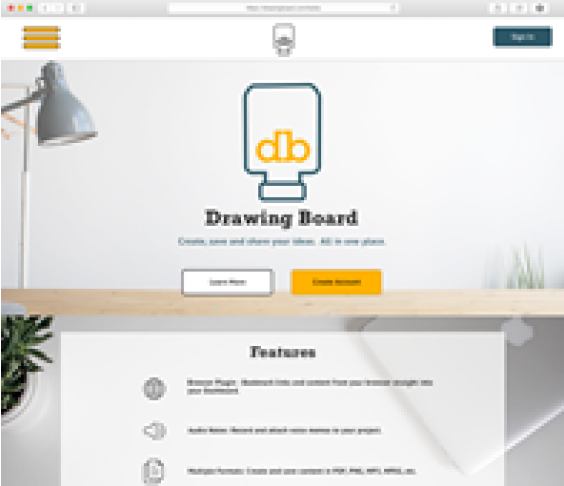 Sign In
db
Drawing Board
Create, save and share your ideas. All in one place.
Learn More
Create Account
Features
Browser Plugin: Bookmark links and content from your browser straight into
your Dashboard.
Audio Notes: Record and attach voice memos to your project.
Multiple Formats: Create and save content in PDF, PNG, MP3, MPEG, etc.